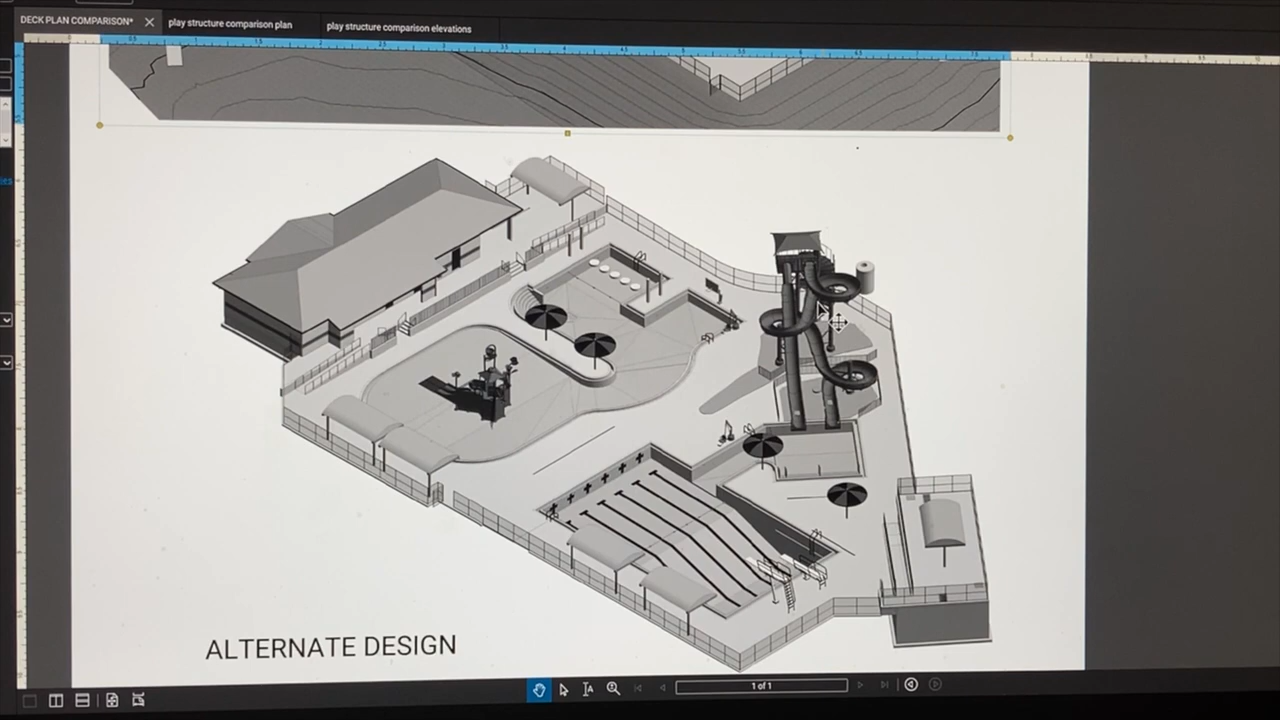 DECK PLAN COMPARISON*
play structure comparison plan
play structure comparison elevations
ALTERNATE DESIGN
1 of 1